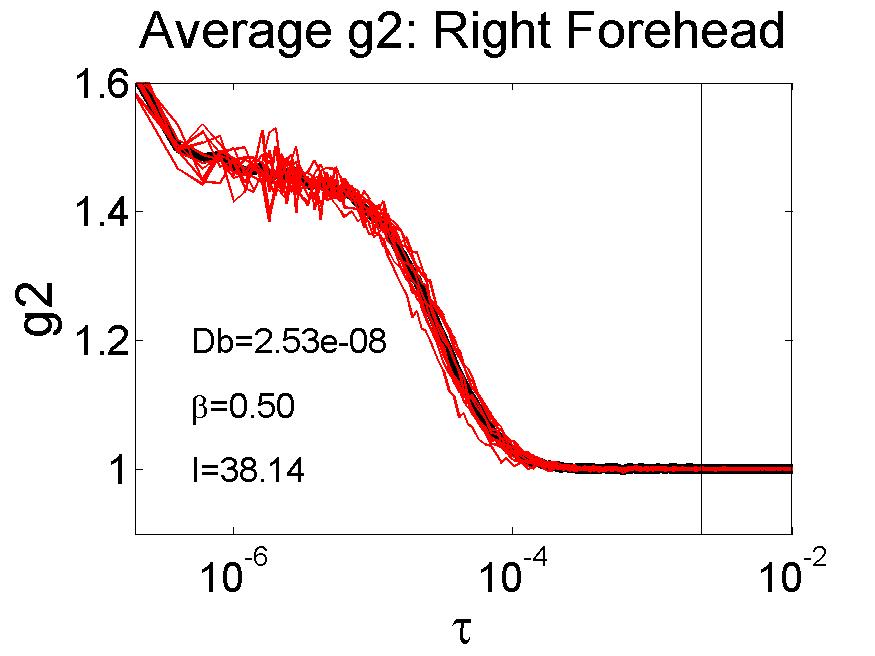 Average g2: Right Forehead
1.6
1.4
1.2
1
g2
Db=2.53e-08
β=0.50
I=38.14
10^-6
10^-4
10^-2
τ